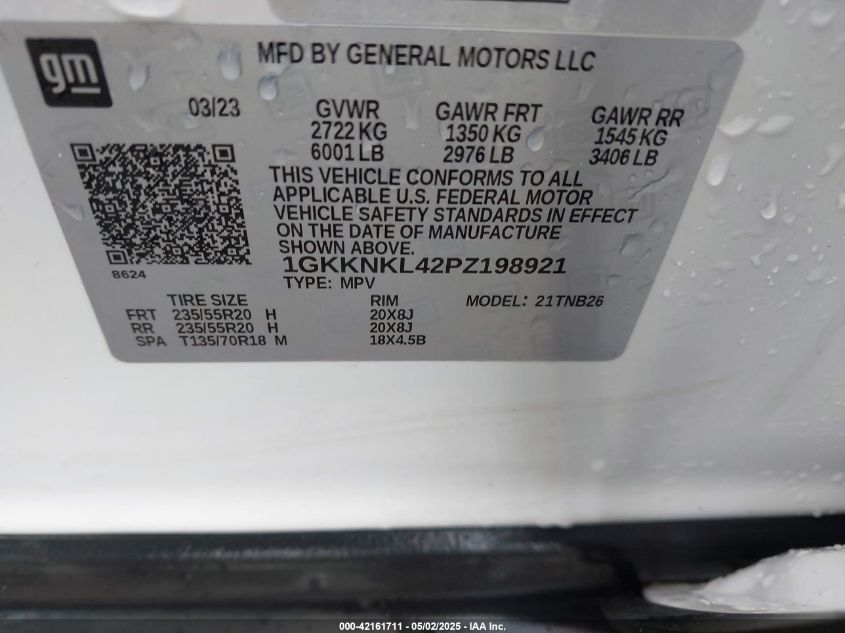 gm
MFD BY GENERAL MOTORS LLC
03/23 GVWR GAWR FRT GAWR RR
2722 KG 1350 KG 1545 KG
6001 LB 2976 LB 3406 LB
THIS VEHICLE CONFORMS TO ALL
APPLICABLE U.S. FEDERAL MOTOR
VEHICLE SAFETY STANDARDS IN EFFECT
ON THE DATE OF MANUFACTURE
SHOWN ABOVE.
8624
1GKKNKL42PZ198921
TYPE: MPV
TIRE SIZE RIM MODEL: 21TNB26
FRT 235/55R20 H 20X8J
RR 235/55R20 H 20X8J
SPA T135/70R18 M 18X4.5B
000-42161711 - 05/02/2025 - IAA Inc.